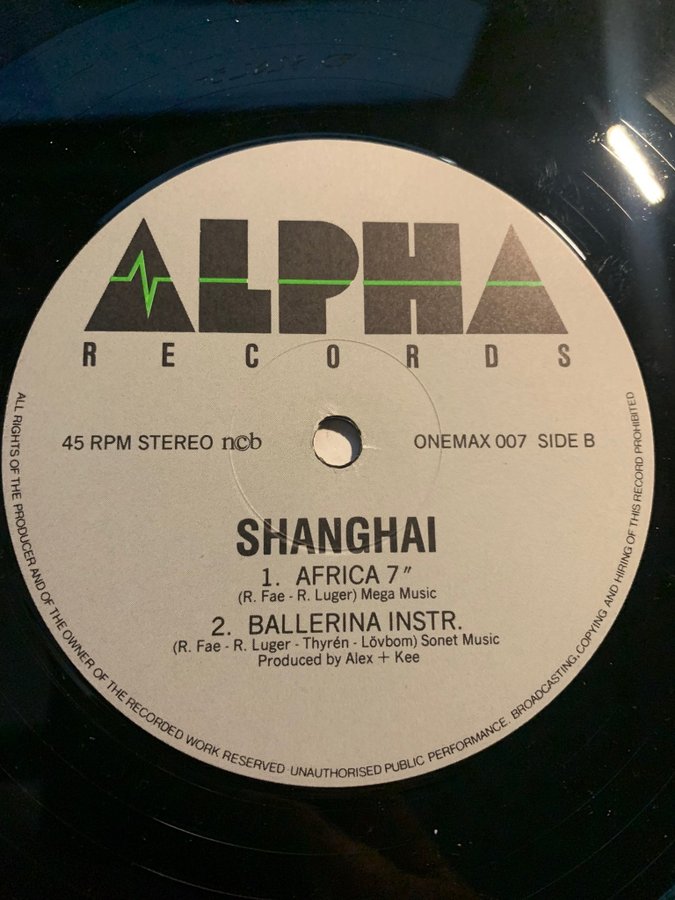 ALPHA
RECORDS
45 RPM STEREO n©b
ONEMAX 007 SIDE B
SHANGHAI
1. AFRICA 7"
(R. Fae - R. Luger) Mega Music
2. BALLERINA INSTR.
(R. Fae - R. Luger - Thyrén - Lövbom) Sonet Music
Produced by Alex + Kee
ALL RIGHTS OF THE PRODUCER AND OF THE OWNER OF THE RECORDED WORK RESERVED UNAUTHORISED PUBLIC PERFORMANCE. BROADCASTING, COPYING AND HIRING OF THIS RECORD PROHIBITED